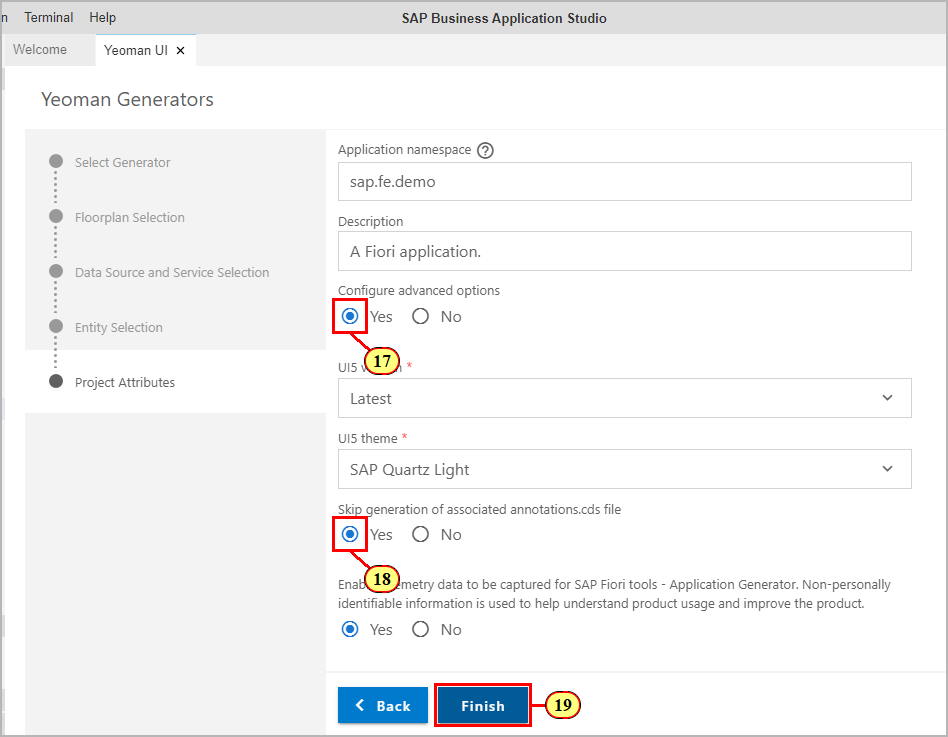 n Terminal Help SAP Business Application Studio
Welcome Yeoman UI ×
Yeoman Generators
Select Generator
Floorplan Selection
Data Source and Service Selection
Entity Selection
Project Attributes
Application namespace ?
sap.fe.demo
Description
A Fiori application.
Configure advanced options
Yes No
17
UI5 *
Latest
UI5 theme *
SAP Quartz Light
Skip generation of associated annotations.cds file
Yes No
18
data to be captured for SAP Fiori tools - Application Generator. Non-personally
identifiable information is used to help understand product usage and improve the product.
Yes No
Back Finish 19